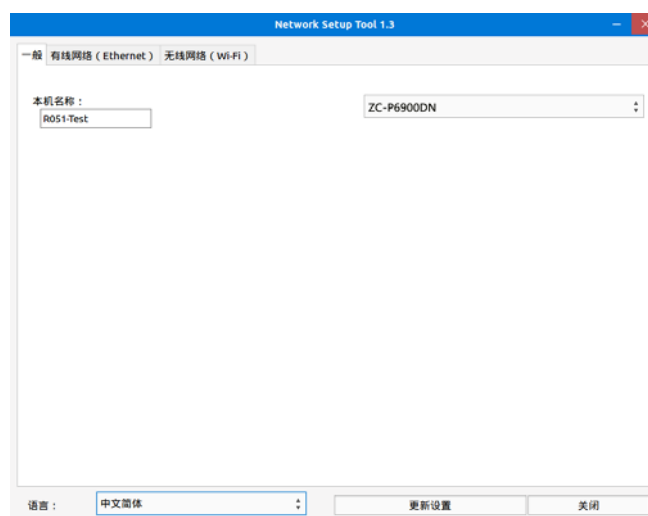 Network Setup Tool 1.3
一般 有线网络 ( Ethernet ) 无线网络 ( Wi-Fi )
本机名称：
ZC-P6900DN
R051-Test
语言： 中文简体 更新设置 关闭